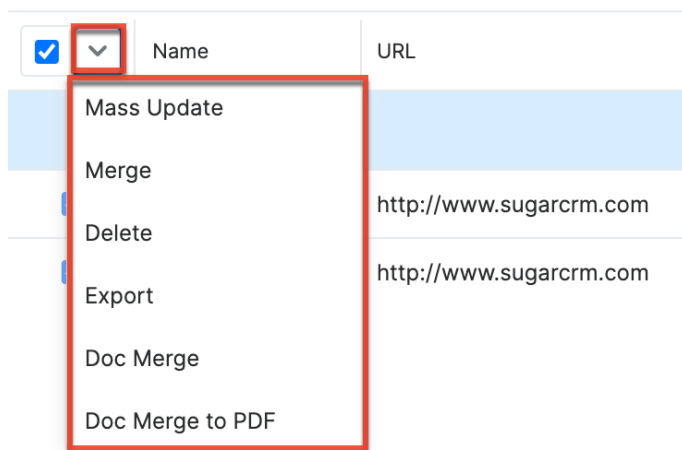 Name URL
Mass Update
Merge
http://www.sugarcrm.com
Delete
http://www.sugarcrm.com
Export
Doc Merge
Doc Merge to PDF